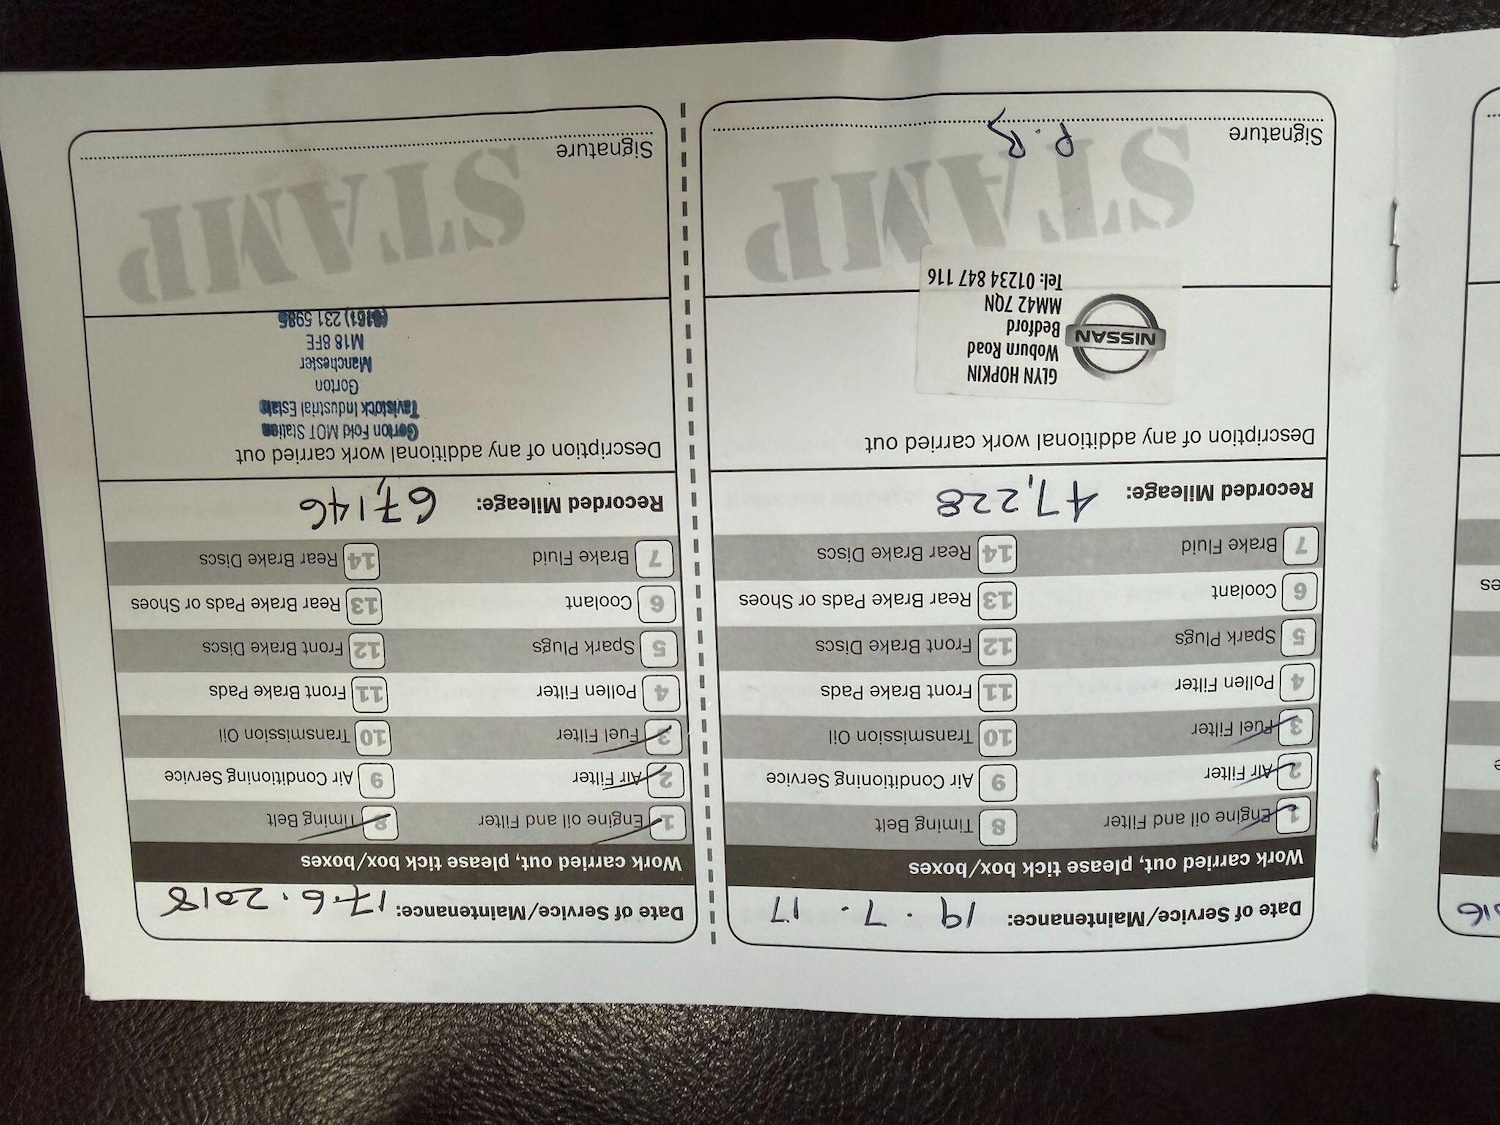 Date of Service/Maintenance: 19 . 7 . 17
Work carried out, please tick box/boxes
1 Engine oil and Filter
8 Timing Belt
2 Air Filter
9 Air Conditioning Service
3 Fuel Filter
10 Transmission Oil
4 Pollen Filter
11 Front Brake Pads
5 Spark Plugs
12 Front Brake Discs
6 Coolant
13 Rear Brake Pads or Shoes
7 Brake Fluid
14 Rear Brake Discs
Recorded Mileage: 47,228
Description of any additional work carried out
NISSAN
GLYN HOPKIN
Woburn Road
Bedford
MM42 7QN
Tel: 01234 847 116
STAMP
Signature P.B
Date of Service/Maintenance: 17.6.2018
Work carried out, please tick box/boxes
1 Engine oil and Filter
8 Timing Belt
2 Air Filter
9 Air Conditioning Service
3 Fuel Filter
10 Transmission Oil
4 Pollen Filter
11 Front Brake Pads
5 Spark Plugs
12 Front Brake Discs
6 Coolant
13 Rear Brake Pads or Shoes
7 Brake Fluid
14 Rear Brake Discs
Recorded Mileage: 67,146
Description of any additional work carried out
Gorton Fold MOT Station
Tavistock Industrial Estate
Gorton
Manchester
M18 8FE
(0161) 231 5985
STAMP
Signature